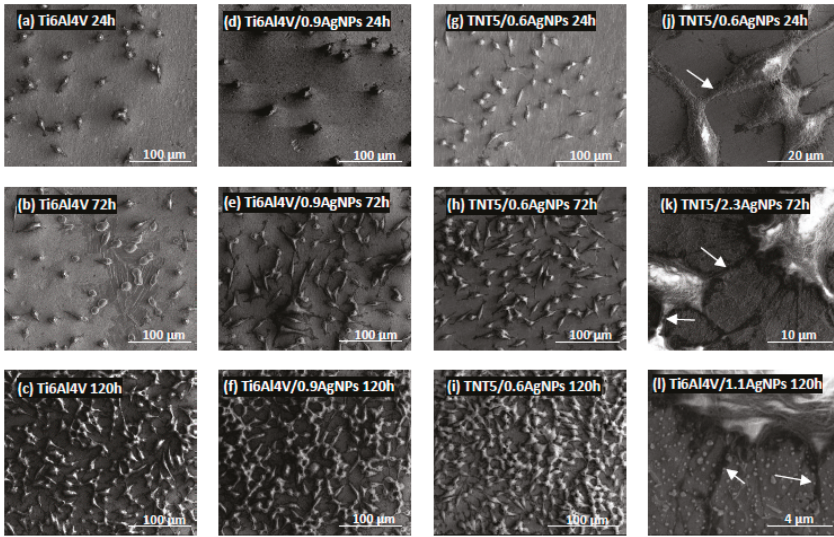 (a) Ti6Al4V 24h
100 µm
(d) Ti6Al4V/0.9AgNPs 24h
100 µm
(g) TNT5/0.6AgNPs 24h
100 µm
(j) TNT5/0.6AgNPs 24h
20 µm
(b) Ti6Al4V 72h
100 µm
(e) Ti6Al4V/0.9AgNPs 72h
100 µm
(h) TNT5/0.6AgNPs 72h
100 µm
(k) TNT5/2.3AgNPs 72h
10 µm
(c) Ti6Al4V 120h
100 µm
(f) Ti6Al4V/0.9AgNPs 120h
100 µm
(i) TNT5/0.6AgNPs 120h
100 µm
(l) Ti6Al4V/1.1AgNPs 120h
4 µm